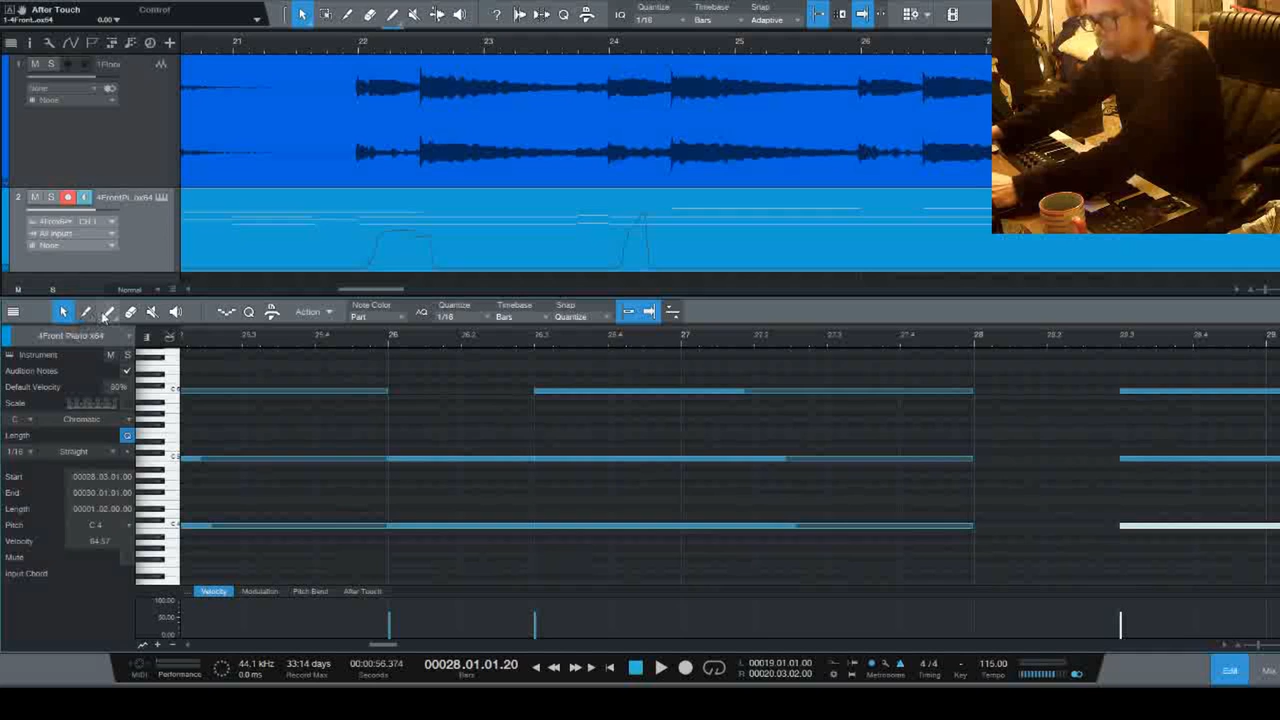 After Touch
Control
1-4Front..ox64
0.00
IQ
Quantize
1/16
Timebase
Bars
Snap
Adaptive
21
22
23
24
25
26
1 M S
None
None
2 M S
4FrontPi..ox64
All Inputs
None
M S
Normal
Action
Note Color
Part
AQ
Quantize
1/16
Timebase
Bars
Snap
Quantize
4Front Piano x64
25.3
25.4
26
26.2
26.3
26.4
27
27.2
27.3
27.4
28
28.3
28.4
29
Instrument
M S
Audition Notes
Default Velocity
80%
Scale
C
Chromatic
Length
Q
1/16
Straight
Start
00028.03.01.00
End
00030.01.01.00
Length
00001.02.00.00
Pitch
C 4
Velocity
64.57
Mute
Input Chord
... Velocity Modulation Pitch Bend After Touch
100.00
50.00
0.00
MIDI
Performance
44.1 kHz
0.0 ms
33:14 days
Record Max
00:00:56.374
Seconds
00028.01.01.20
Bars
L 00019.01.01.00
R 00020.03.02.00
Metronome
4 / 4
Timing
-
Key
115.00
Tempo
Edit
Mix